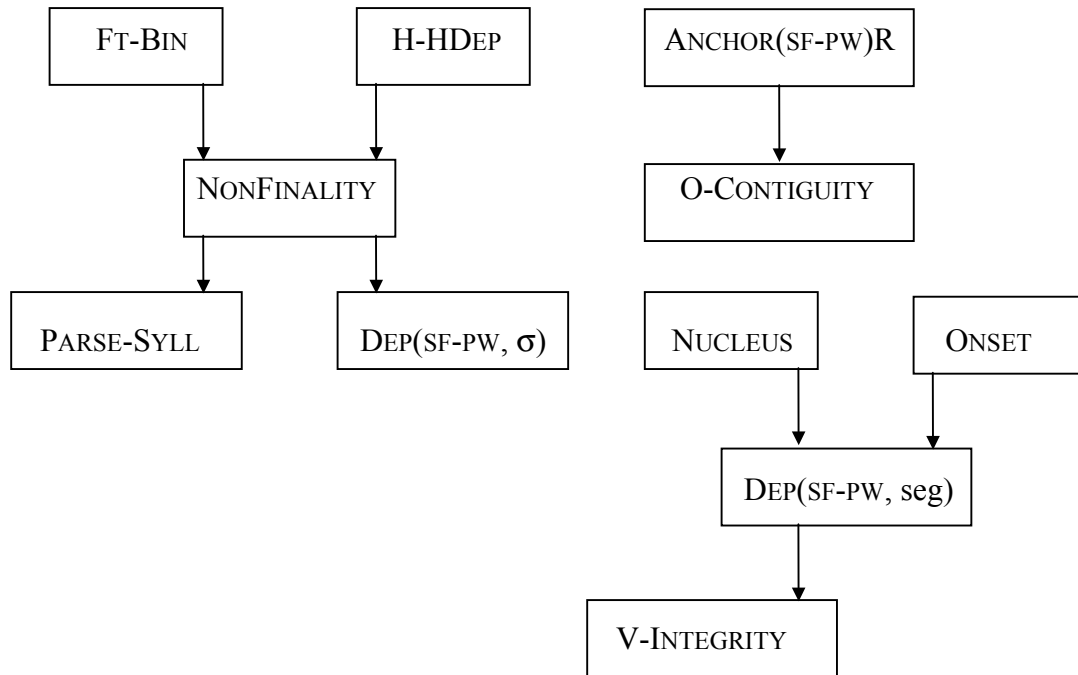 Ft-Bin
H-HDep
Anchor(sf-pw)R
NonFinality
O-Contiguity
Parse-Syll
Dep(sf-pw, σ)
Nucleus
Onset
Dep(sf-pw, seg)
V-Integrity